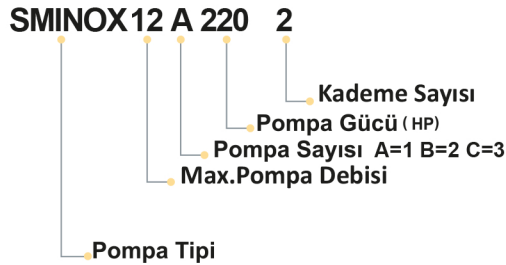 SMINOX 12 A 220 2
Kademe Sayısı
Pompa Gücü ( HP)
Pompa Sayısı A=1 B=2 C=3
Max.Pompa Debisi
Pompa Tipi